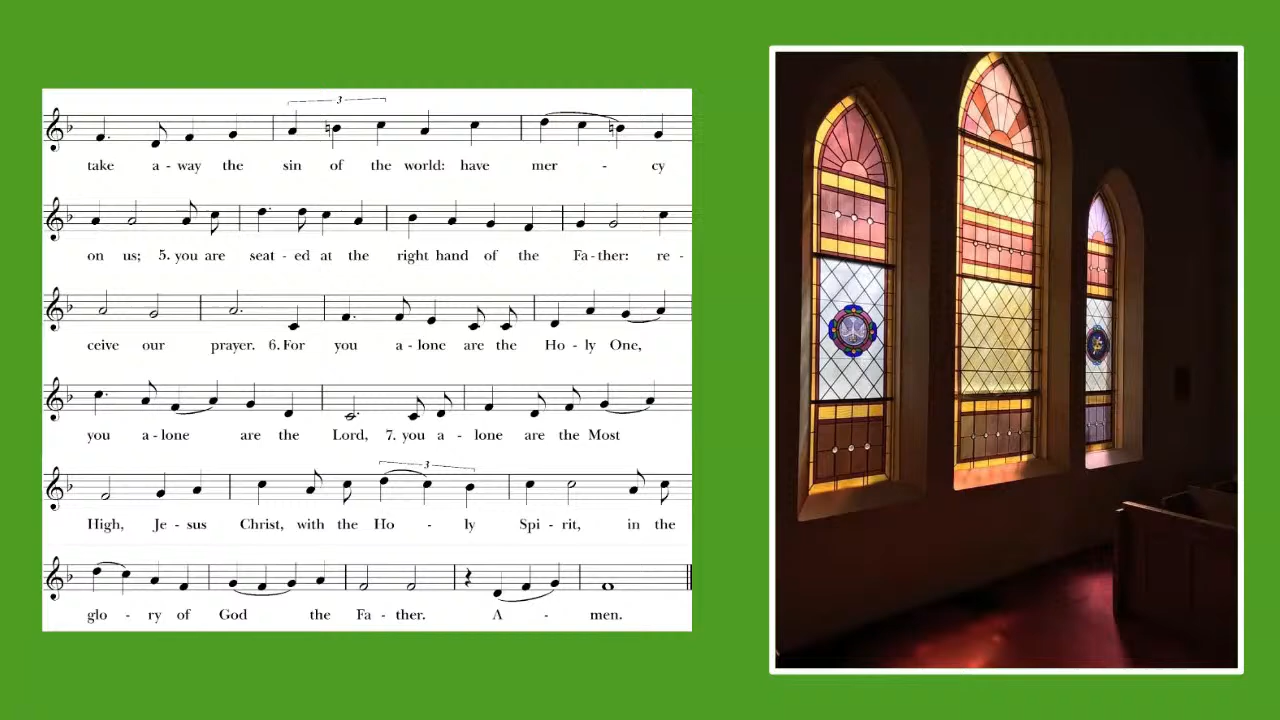 3
take a - way the sin of the world: have mer - cy
on us; 5. you are seat - ed at the right hand of the Fa - ther: re -
ceive our prayer. 6. For you a - lone are the Ho - ly One,
you a - lone are the Lord, 7. you a - lone are the Most
3
High, Je - sus Christ, with the Ho - ly Spi - rit, in the
glo - ry of God the Fa - ther. A - men.